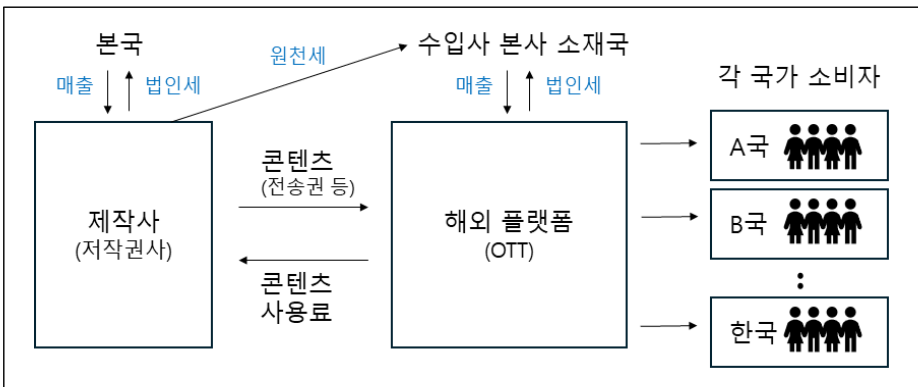 본국
원천세
수입사 본사 소재국
매출
법인세
매출
법인세
각 국가 소비자
제작사
(저작권사)
콘텐츠
(전송권 등)
콘텐츠
사용료
해외 플랫폼
(OTT)
A국
B국
:
한국